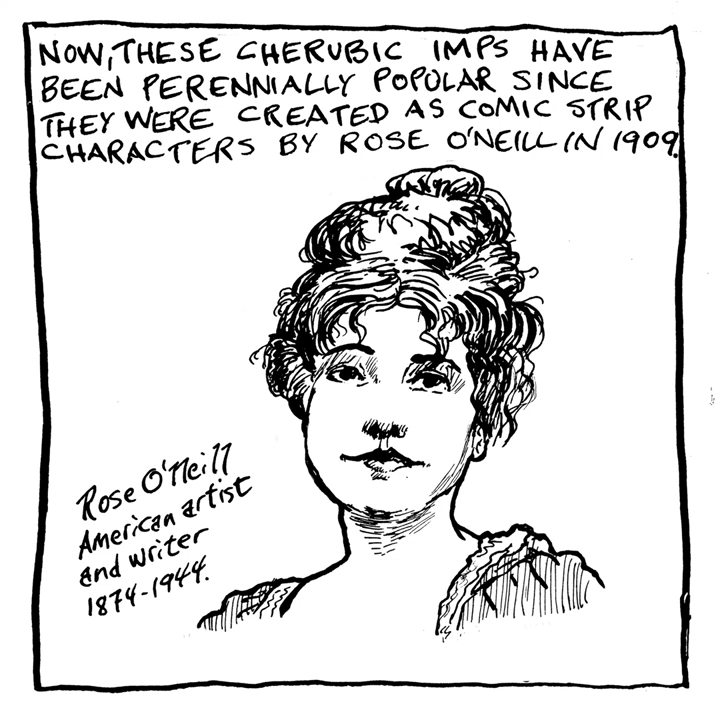 NOW, THESE CHERUBIC IMPS HAVE
BEEN PERENNIALLY POPULAR SINCE
THEY WERE CREATED AS COMIC STRIP
CHARACTERS BY ROSE O'NEILL IN 1909.
Rose O'Neill
American artist
and writer
1874-1944.